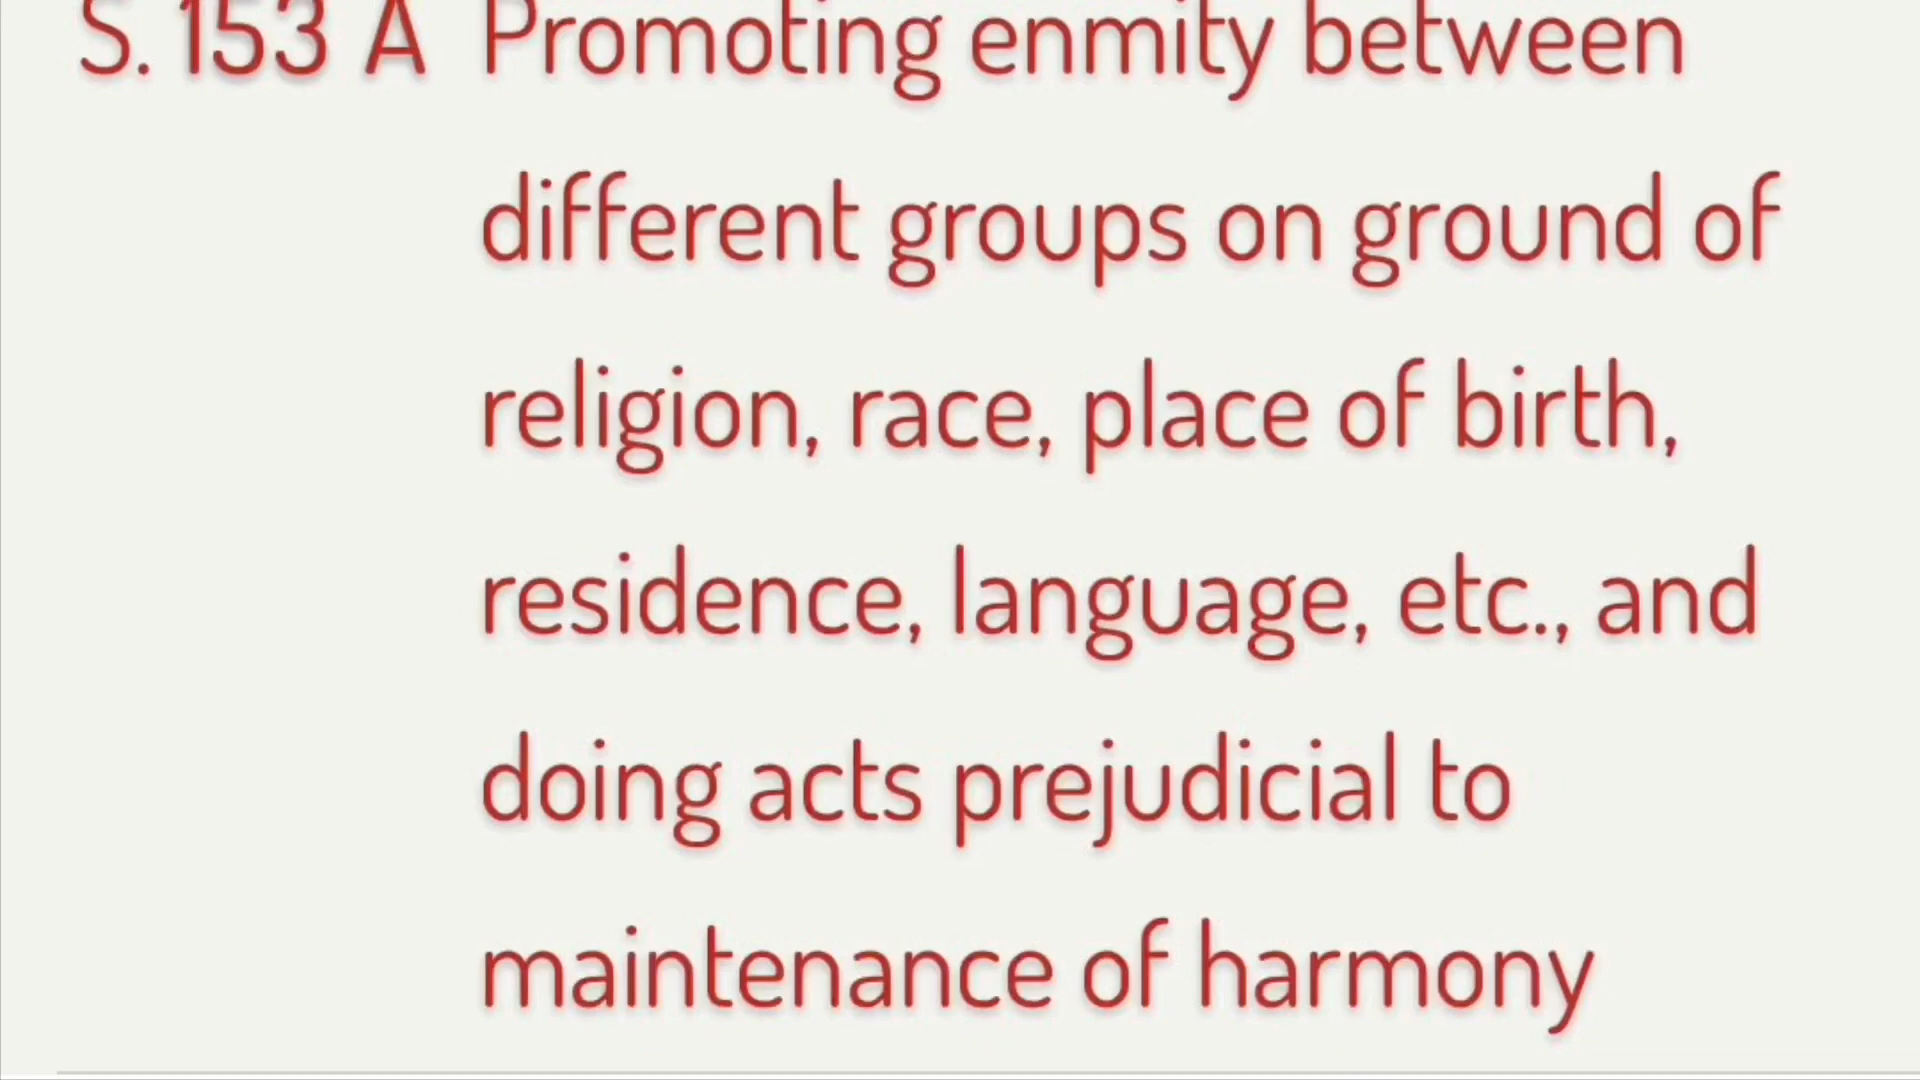 S. 153 A Promoting enmity between
different groups on ground of
religion, race, place of birth,
residence, language, etc., and
doing acts prejudicial to
maintenance of harmony